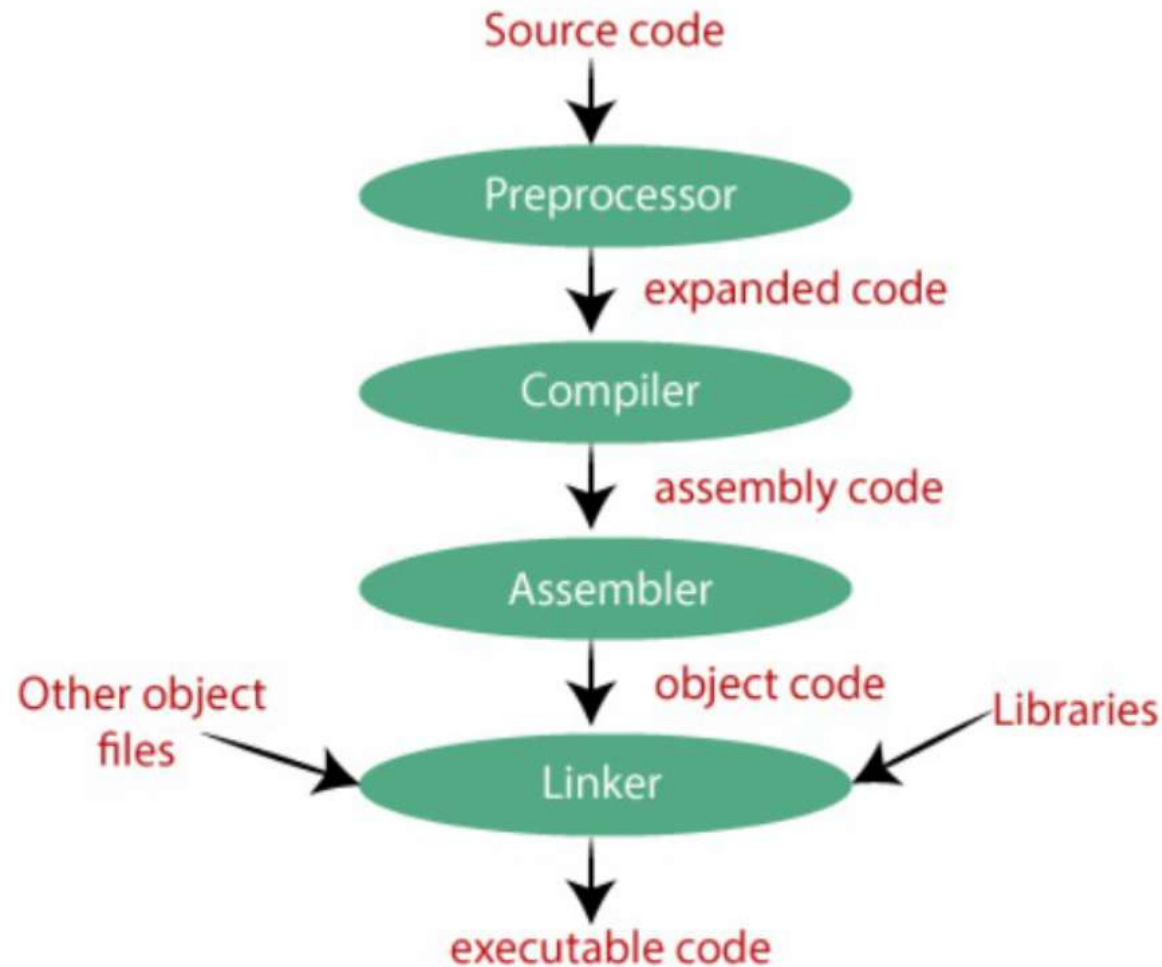 Source code
Preprocessor
expanded code
Compiler
assembly code
Assembler
object code
Other object
files
Libraries
Linker
executable code